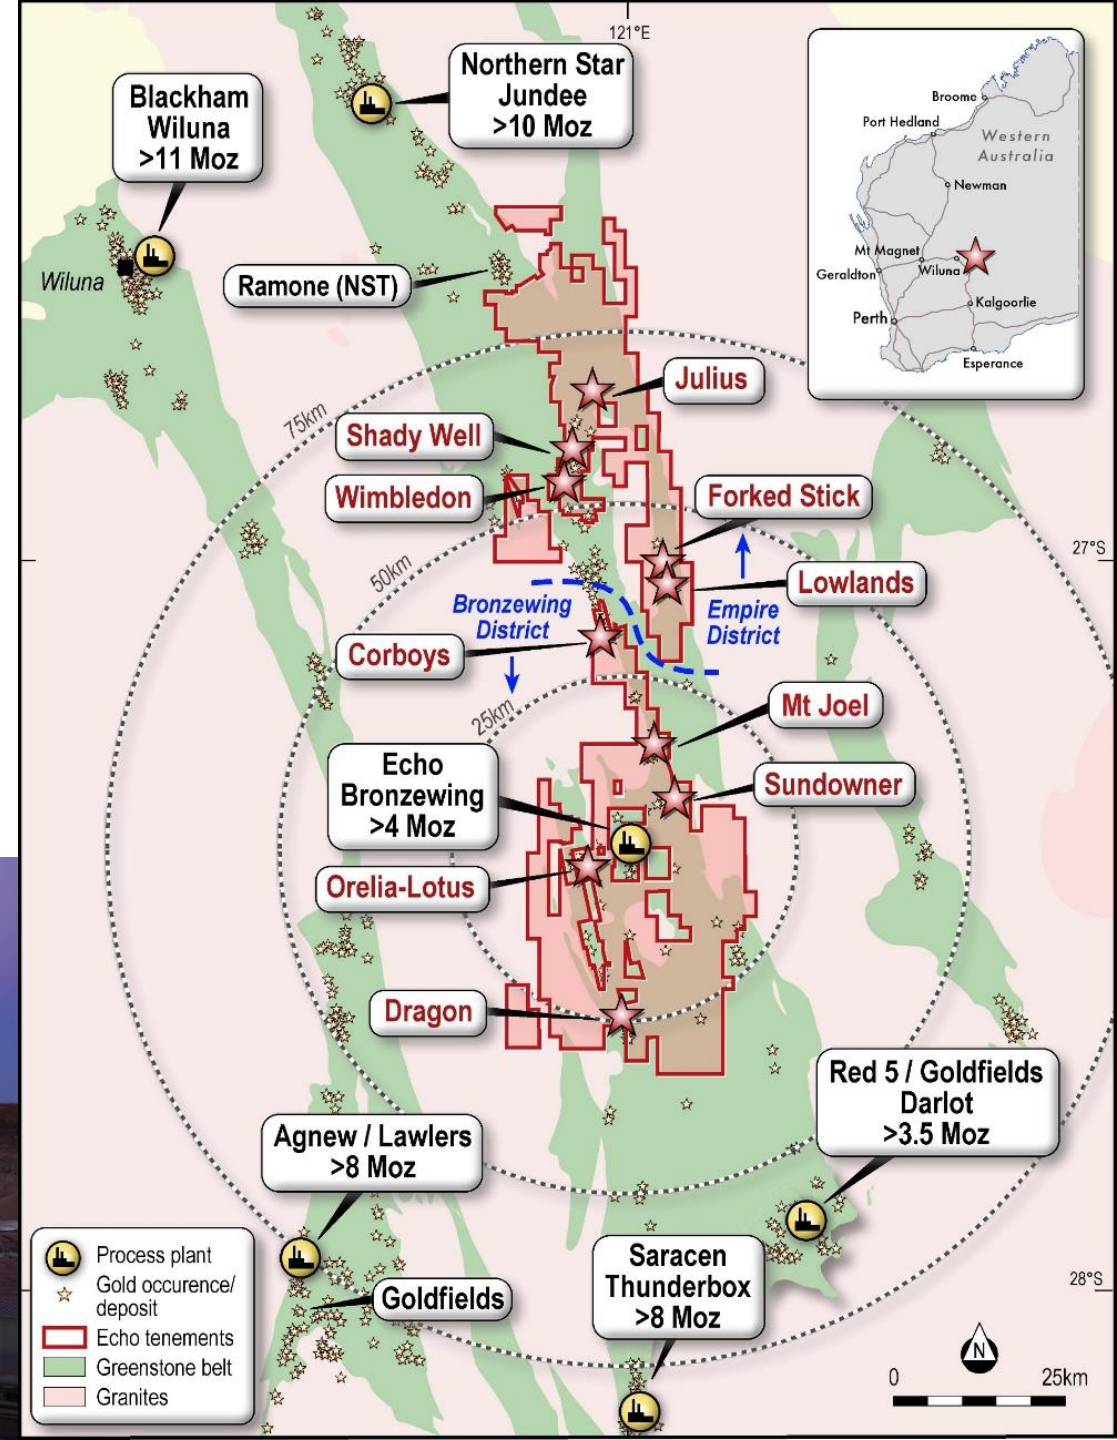 121°E
Northern Star
Jundee
>10 Moz
Blackham
Wiluna
>11 Moz
Broome
Port Hedland
Western
Australia
Newman
Mt Magnet
Wiluna
Geraldton
Kalgoorlie
Perth
Esperance
Wiluna
Ramone (NST)
Julius
75km
Shady Well
Wimbledon
Forked Stick
27°S
50km
Lowlands
Bronzewing
District
Empire
District
Corboys
25km
Mt Joel
Echo
Bronzewing
>4 Moz
Sundowner
Orelia-Lotus
Dragon
Red 5 / Goldfields
Darlot
>3.5 Moz
Agnew / Lawlers
>8 Moz
Saracen
Thunderbox
>8 Moz
Goldfields
28°S
Process plant
Gold occurence/
deposit
Echo tenements
Greenstone belt
Granites
N
0 25km